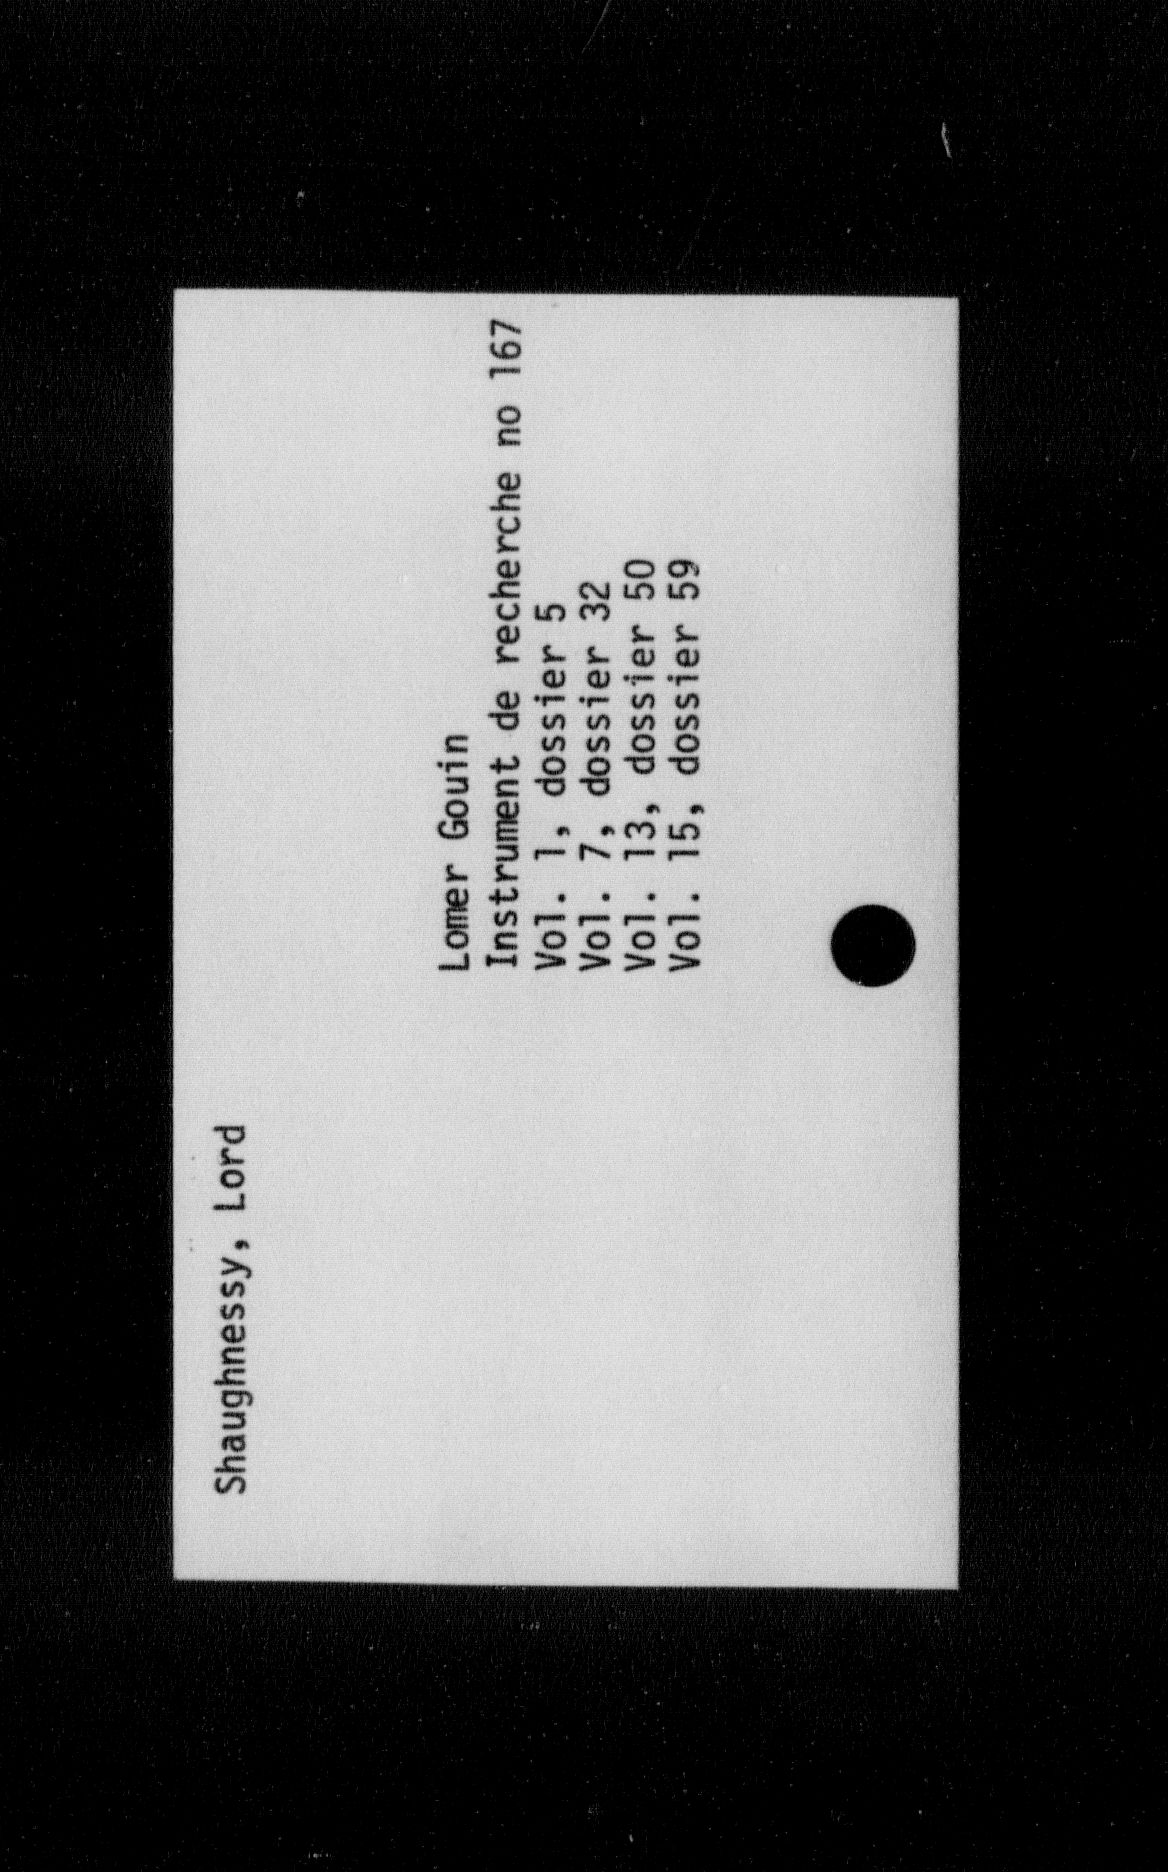 Shaughnessy, Lord
Lomer Gouin
Instrument de recherche no 167
Vol. 1, dossier 5
Vol. 7, dossier 32
Vol. 13, dossier 50
Vol. 15, dossier 59